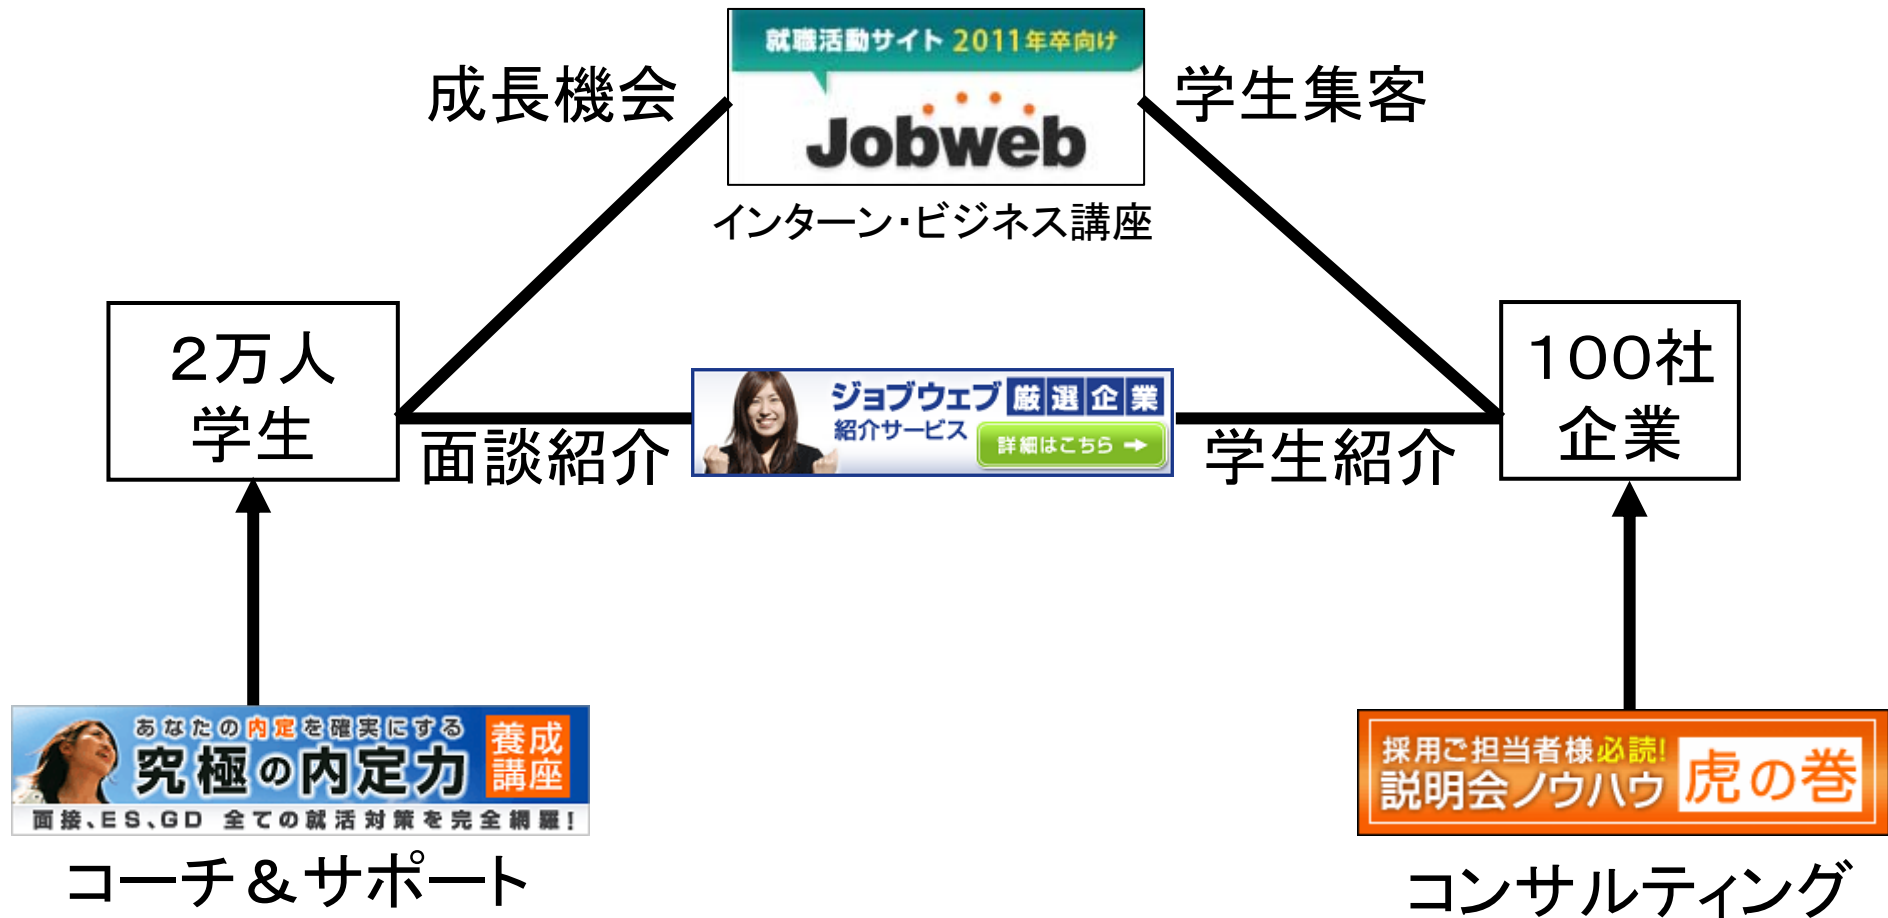 就職活動サイト 2011年卒向け
Jobweb
成長機会
学生集客
インターン・ビジネス講座
２万人
学生
１００社
企業
ジョブウェブ 厳選企業
紹介サービス
詳細はこちら →
面談紹介
学生紹介
あなたの内定を確実にする
究極の内定力
養成
講座
面接、ES、GD 全ての就活対策を完全網羅！
コーチ＆サポート
採用ご担当者様必読！
説明会ノウハウ
虎の巻
コンサルティング